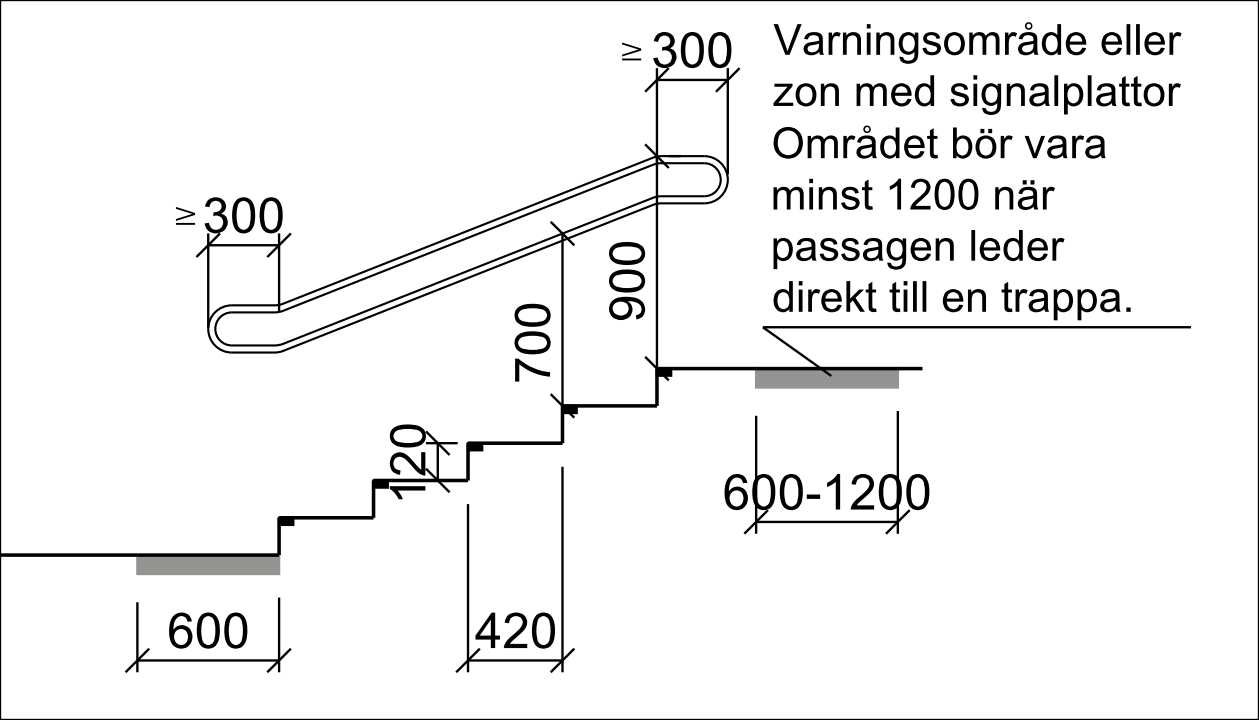 ≥ 300
Varningsområde eller
zon med signalplattor
Området bör vara
minst 1200 när
passagen leder
direkt till en trappa.
≥ 300
900
700
120
600-1200
600
420